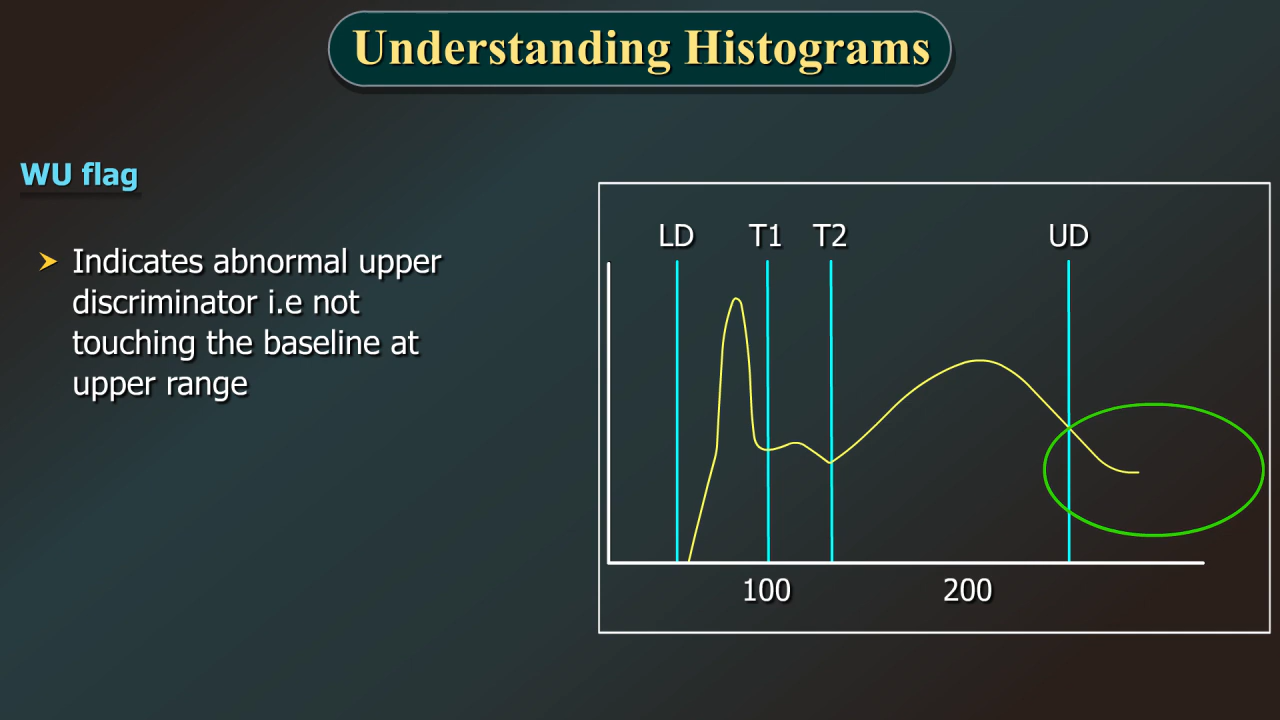 Understanding Histograms
WU flag
➤ Indicates abnormal upper
discriminator i.e not
touching the baseline at
upper range
LD T1 T2 UD
100 200